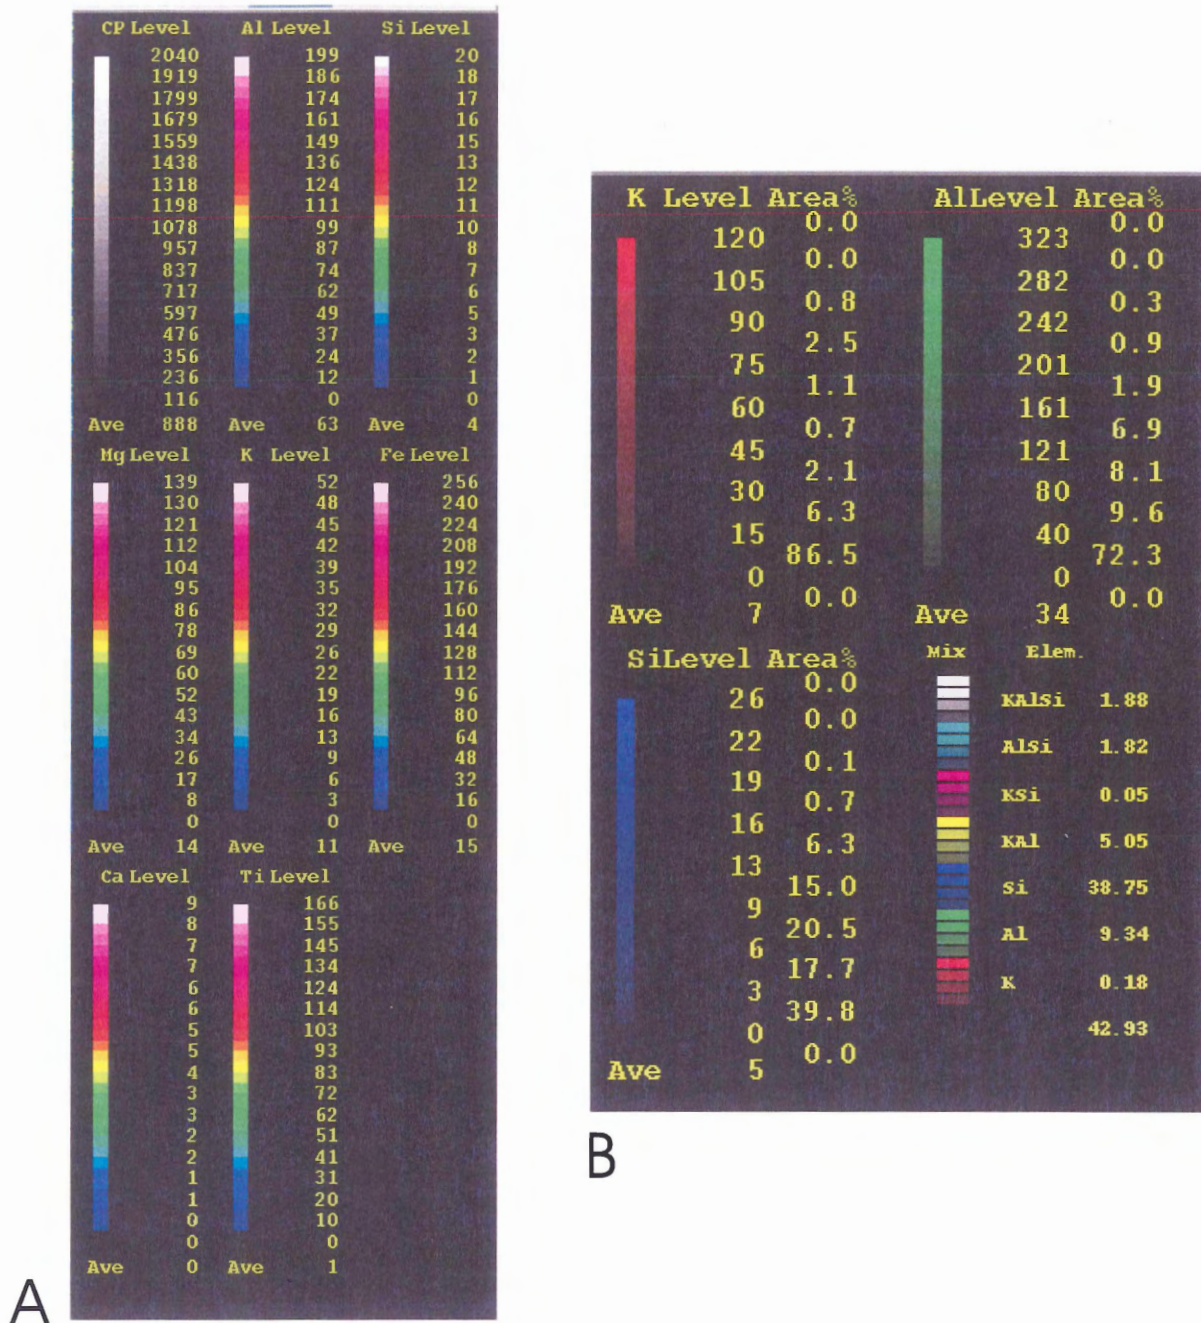 CP Level Al Level Si Level
2040 199 20
1919 186 18
1799 174 17
1679 161 16
1559 149 15
1438 136 13
1318 124 12
1198 111 11
1078 99 10
957 87 8
837 74 7
717 62 6
597 49 5
476 37 3
356 24 2
236 12 1
116 0 0
Ave 888 Ave 63 Ave 4
Mg Level K Level Fe Level
139 52 256
130 48 240
121 45 224
112 42 208
104 39 192
95 35 176
86 32 160
78 29 144
69 26 128
60 22 112
52 19 96
43 16 80
34 13 64
26 9 48
17 6 32
8 3 16
0 0 0
Ave 14 Ave 11 Ave 15
Ca Level Ti Level
9 166
8 155
7 145
7 134
6 124
6 114
5 103
5 93
4 83
3 72
3 62
2 51
2 41
1 31
1 20
0 10
0 0
Ave 0 Ave 1
A
K Level Area% AlLevel Area%
0.0 0.0
120 323
0.0 0.0
105 282
0.8 0.3
90 242
2.5 0.9
75 201
1.1 1.9
60 161
0.7 6.9
45 121
2.1 8.1
30 80
6.3 9.6
15 40
86.5 72.3
0 0
0.0 0.0
Ave 7 Ave 34
SiLevel Area%
0.0
26
0.0
22
0.1
19
0.7
16
6.3
13
15.0
9
20.5
6
17.7
3
39.8
0
0.0
Ave 5
Mix Elem.
KAlSi 1.88
AlSi 1.82
KSi 0.05
KAl 5.05
Si 38.75
Al 9.34
K 0.18
42.93
B